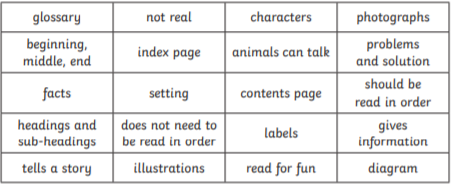 glossary
not real
characters
photographs
beginning,
middle, end
index page
animals can talk
problems
and solution
facts
setting
contents page
should be
read in order
headings and
sub-headings
does not need to
be read in order
labels
gives
information
tells a story
illustrations
read for fun
diagram